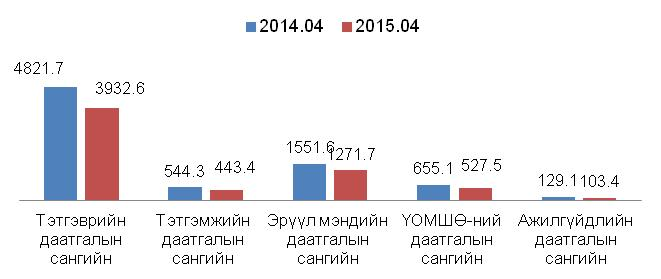 2014.04 2015.04
4821.7 3932.6 544.3 443.4 1551.6 1271.7 655.1 527.5 129.1 103.4
Тэтгэврийн даатгалын сангийн
Тэтгэмжийн даатгалын сангийн
Эрүүл мэндийн даатгалын сангийн
ҮОМШӨ-ний даатгалын сангийн
Ажилгүйдлийн даатгалын сангийн